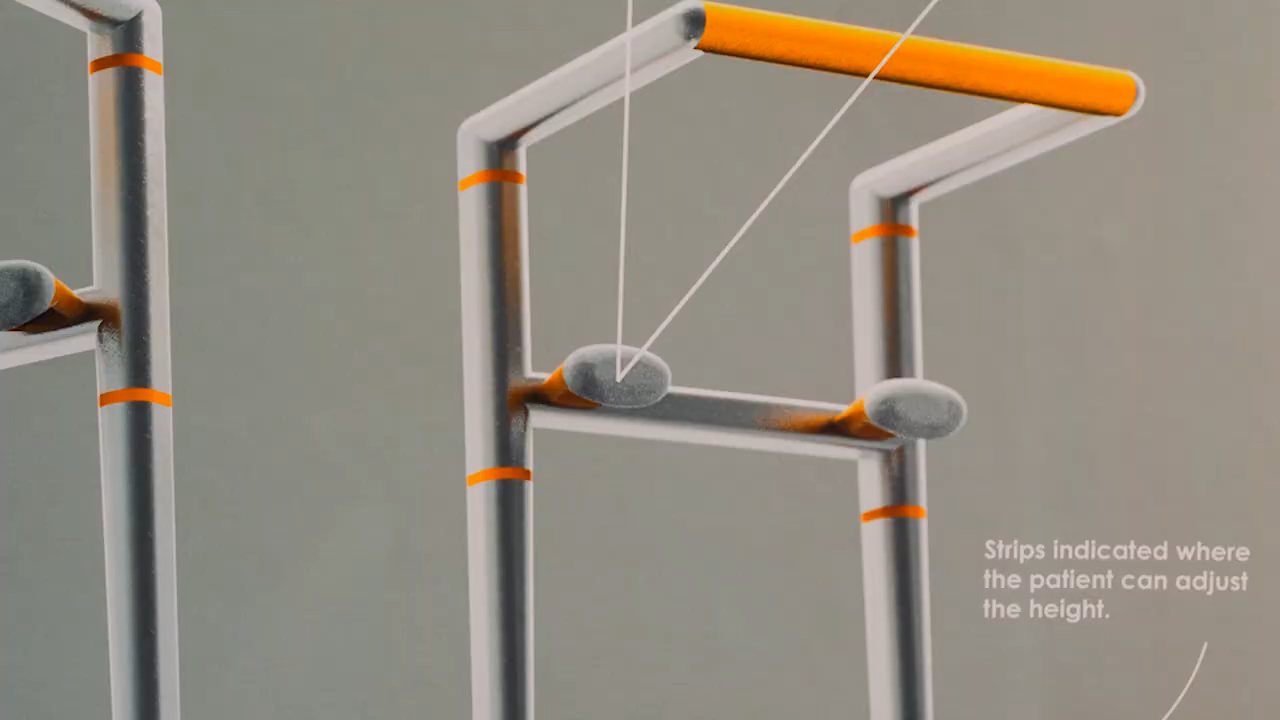 Strips indicated where
the patient can adjust
the height.